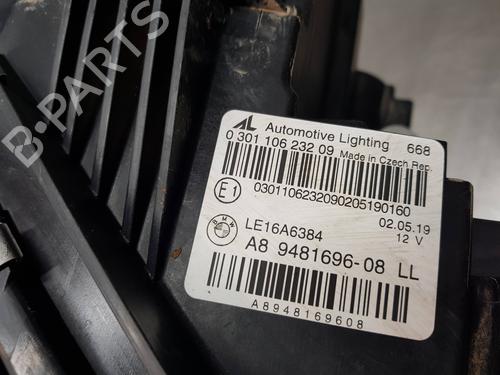 AL Automotive Lighting 668
0 301 106 232 09 Made in Czech Rep.
0301106232090205190160
E1
02.05.19
12 V
BMW
LE16A6384
A8 9481696-08 LL
A8948169608
B-PARTS